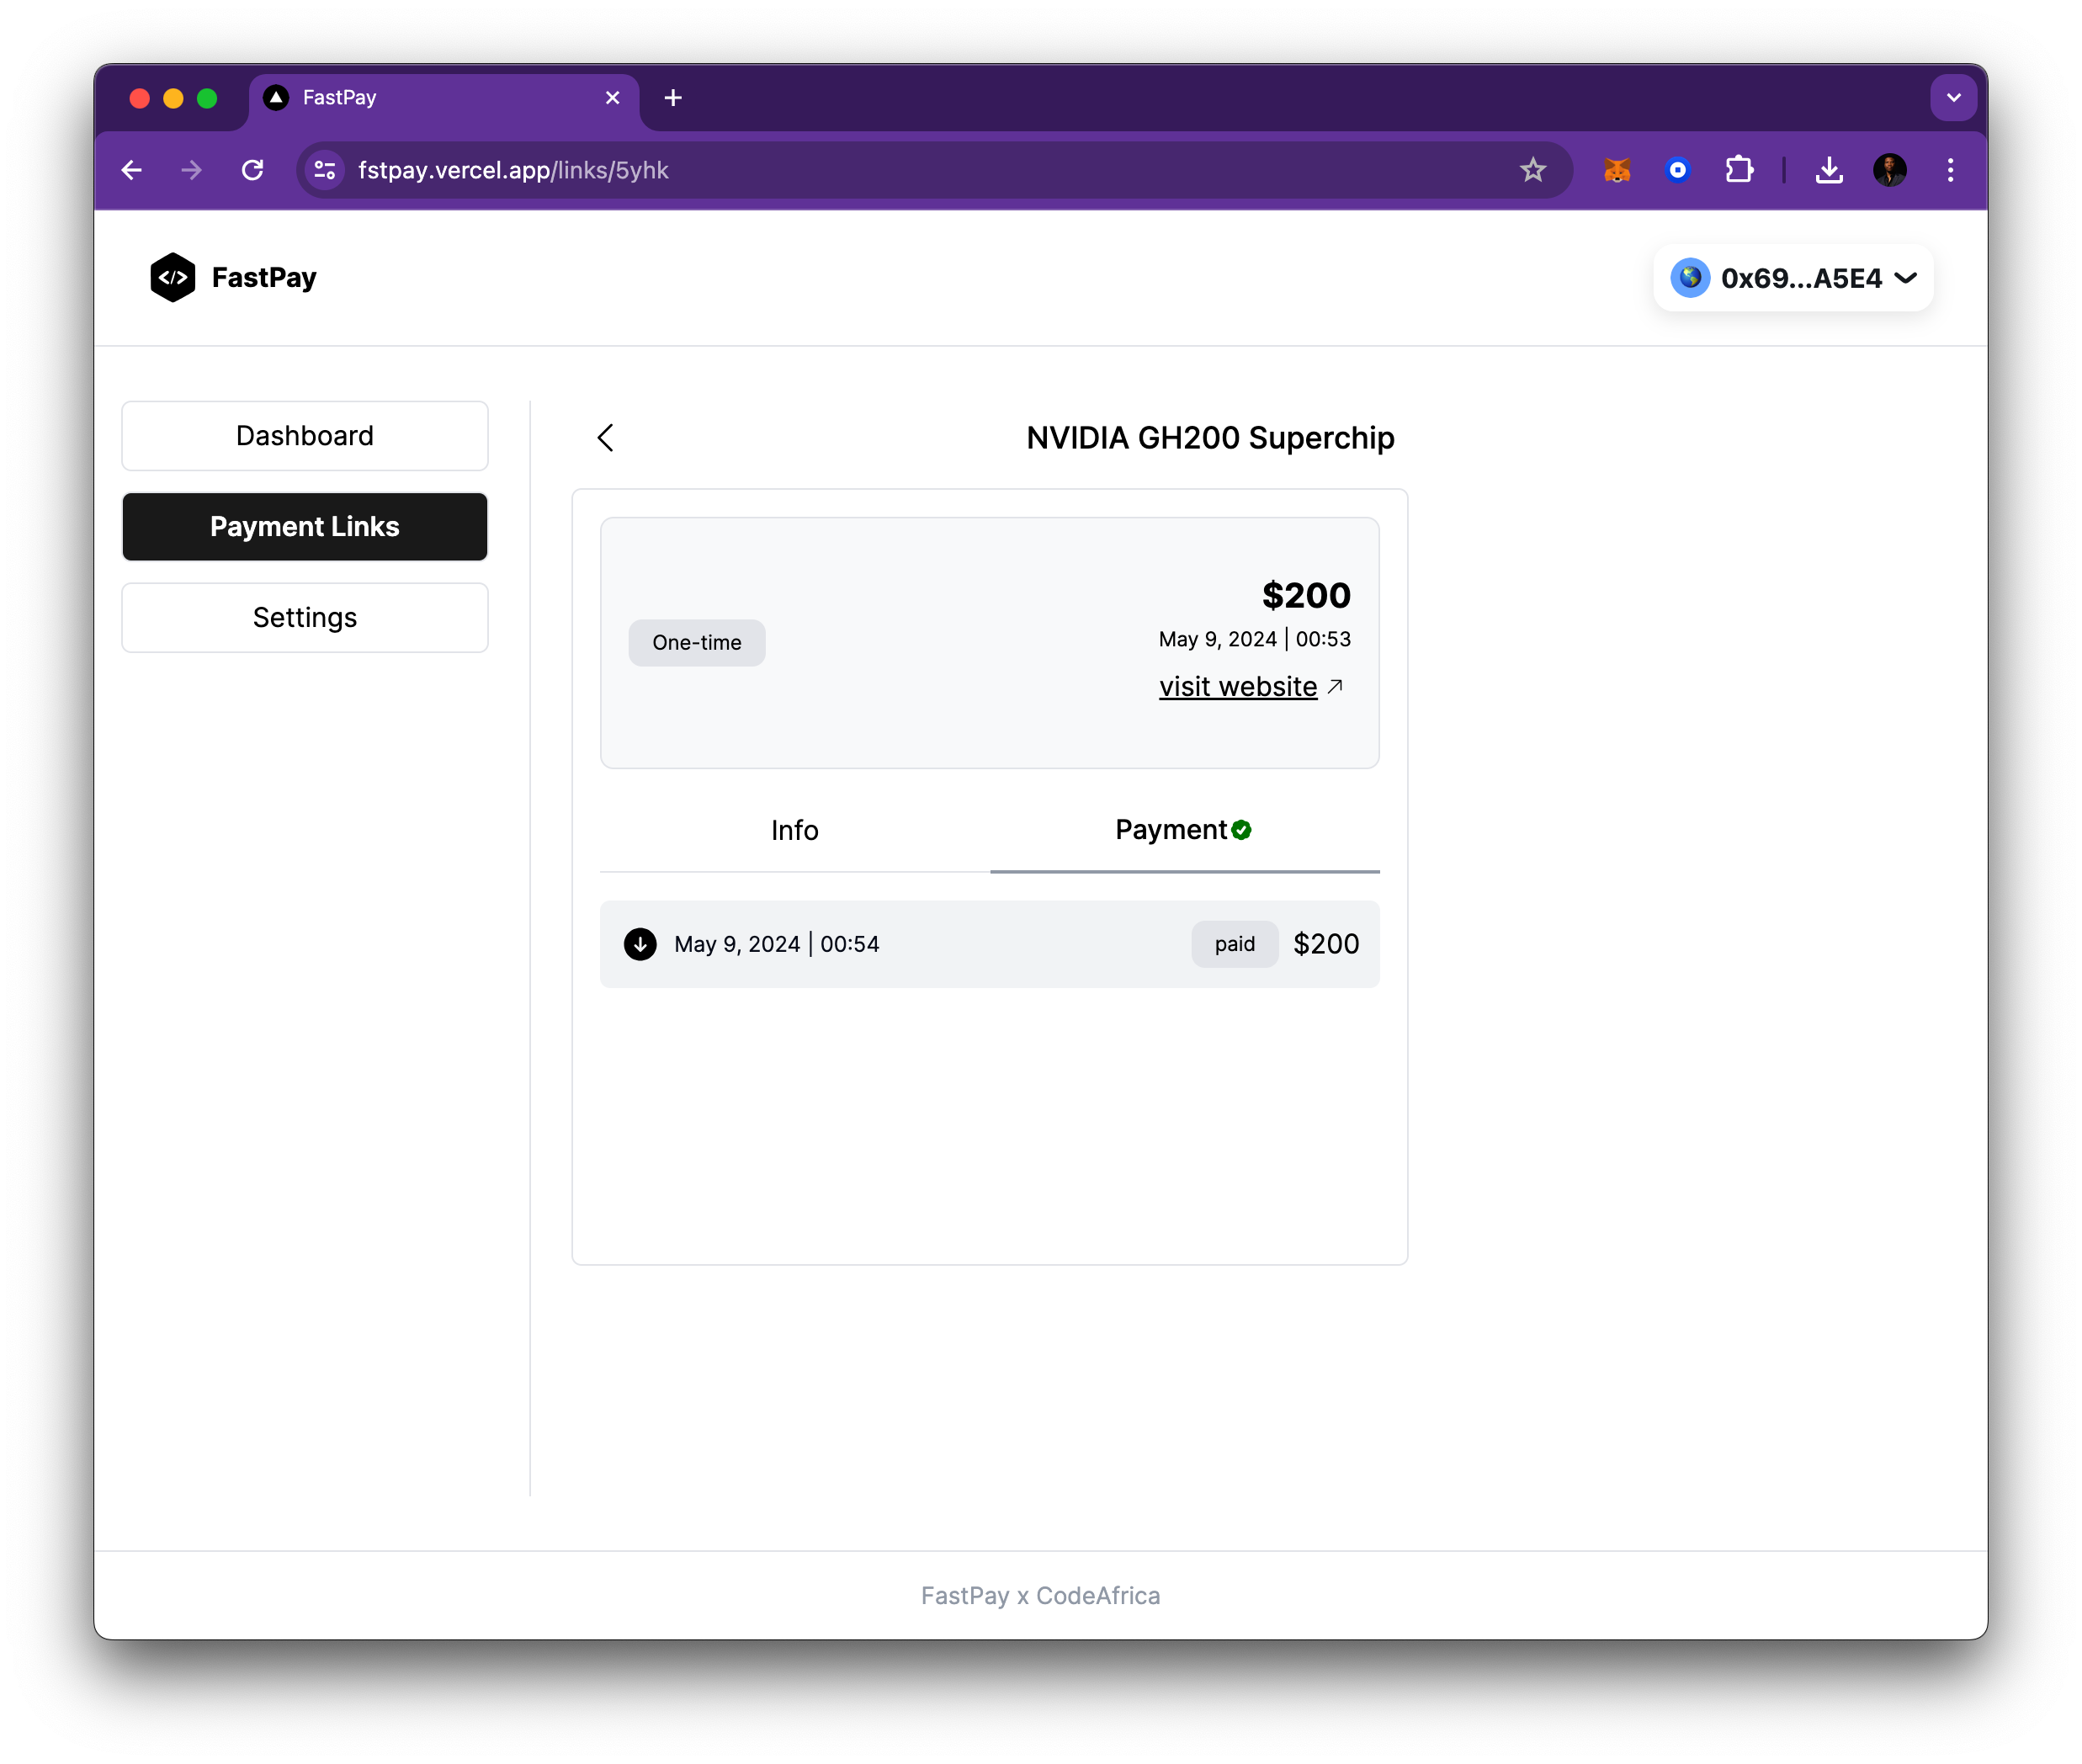 FastPay
fstpay.vercel.app/links/5yhk
FastPay
0x69...A5E4
Dashboard
Payment Links
Settings
NVIDIA GH200 Superchip
One-time
$200
May 9, 2024 | 00:53
visit website
Info
Payment
May 9, 2024 | 00:54
paid
$200
FastPay x CodeAfrica